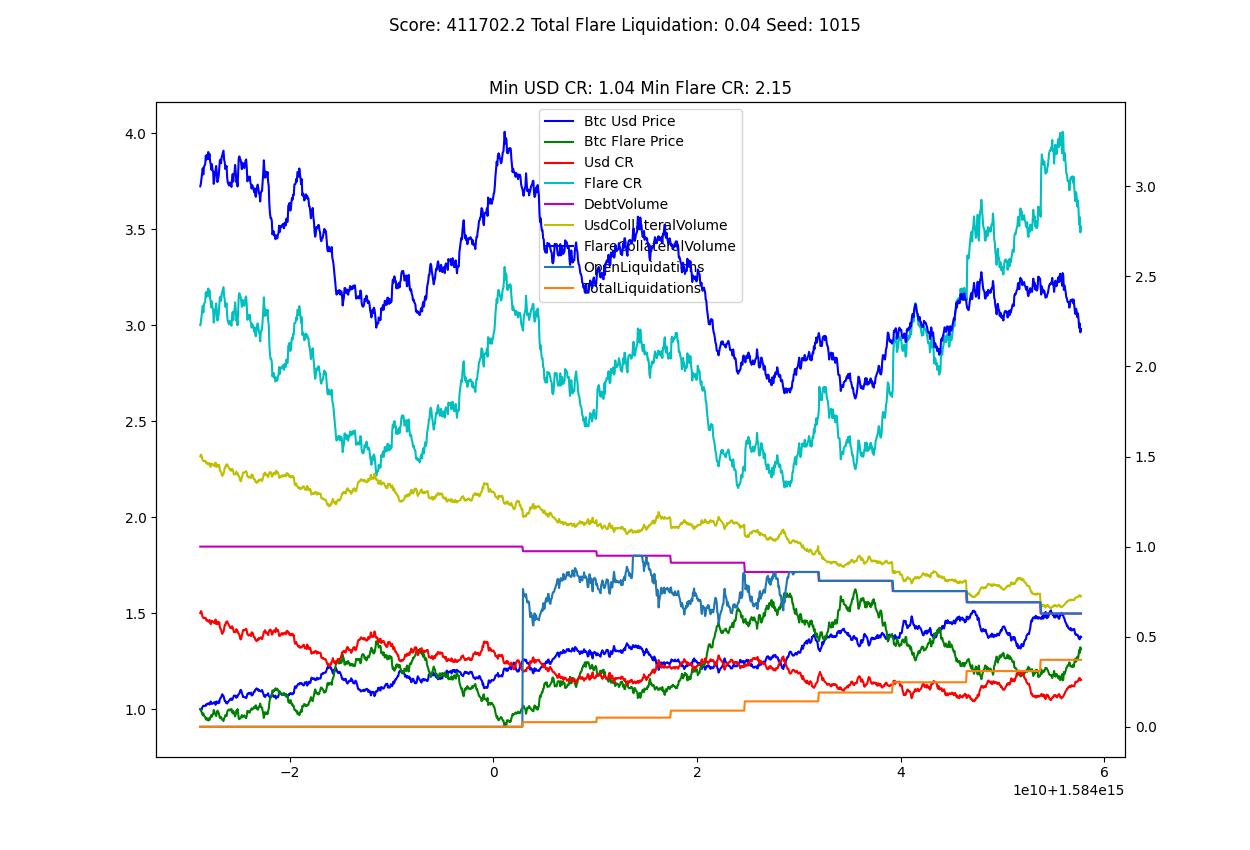 Score: 411702.2 Total Flare Liquidation: 0.04 Seed: 1015
Min USD CR: 1.04 Min Flare CR: 2.15
Btc Usd Price
Btc Flare Price
Usd CR
Flare CR
DebtVolume
UsdCollateralVolume
FlareCollateralVolume
OpenLiquidations
TotalLiquidations
4.0
3.5
3.0
2.5
2.0
1.5
1.0
3.0
2.5
2.0
1.5
1.0
0.5
0.0
−2 0 2 4 6
1e10+1.584e15